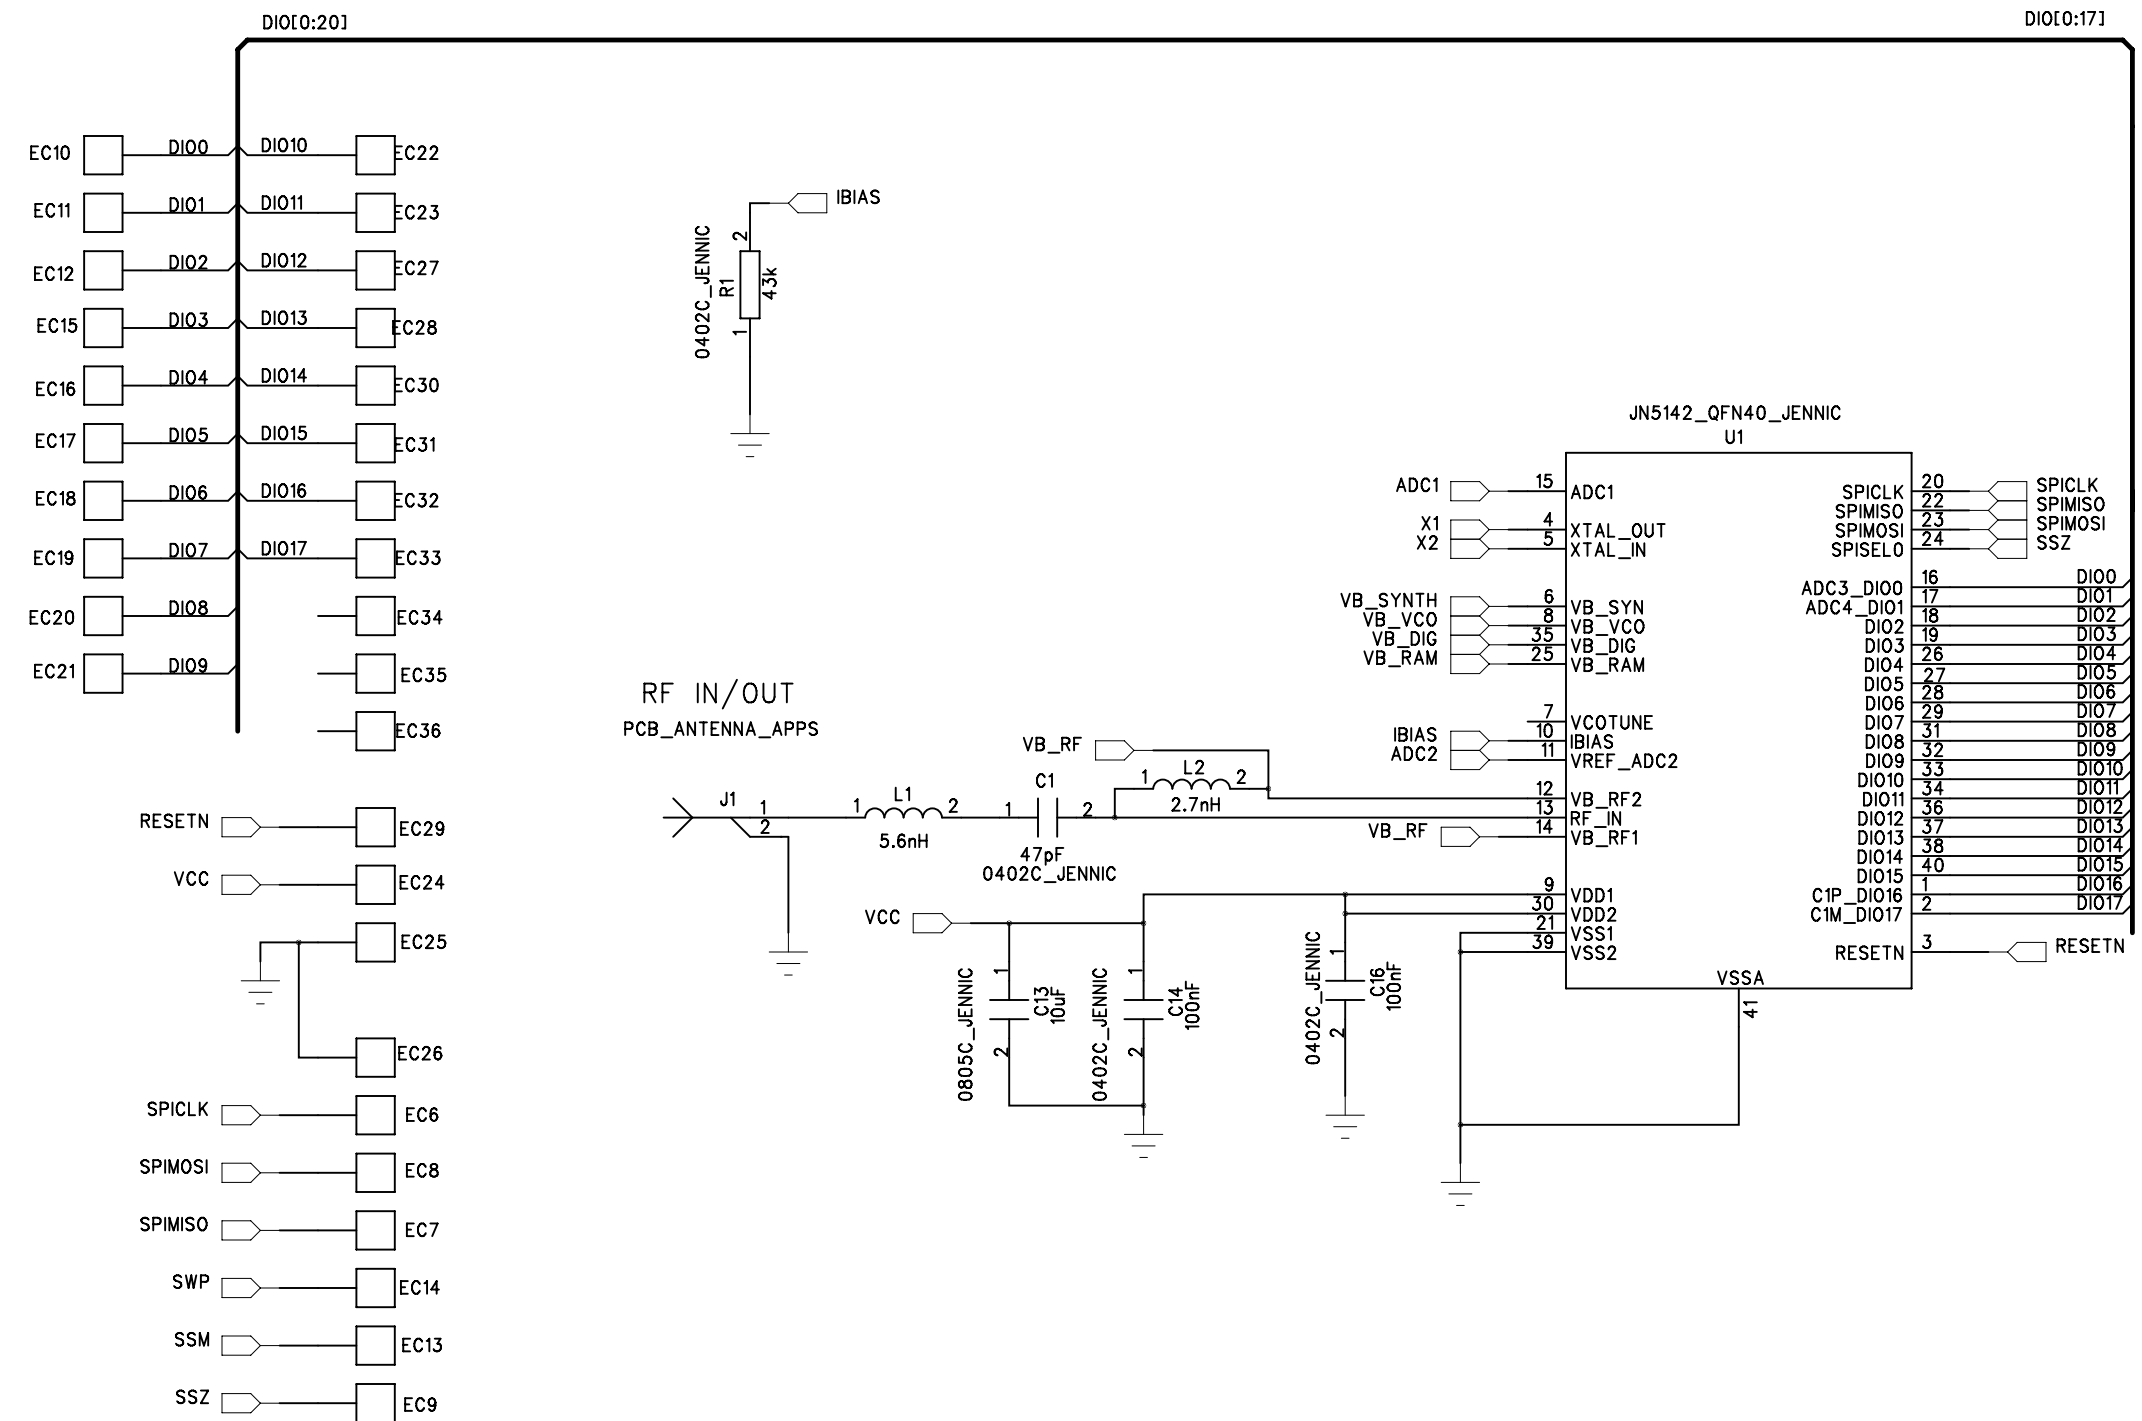 DIO[0:20]
DIO[0:17]
EC10 DIO0 DIO10 EC22
EC11 DIO1 DIO11 EC23
EC12 DIO2 DIO12 EC27
EC15 DIO3 DIO13 EC28
EC16 DIO4 DIO14 EC30
EC17 DIO5 DIO15 EC31
EC18 DIO6 DIO16 EC32
EC19 DIO7 DIO17 EC33
EC20 DIO8 EC34
EC21 DIO9 EC35
EC36
RESETN EC29
VCC EC24
EC25
EC26
SPICLK EC6
SPIMOSI EC8
SPIMISO EC7
SWP EC14
SSM EC13
SSZ EC9
IBIAS
2
0402C_JENNIC
R1
43k
1
RF IN/OUT
PCB_ANTENNA_APPS
J1
1
2
1 L1 2
5.6nH
C1
1 2
47pF
0402C_JENNIC
VB_RF
1 L2 2
2.7nH
VB_RF
VCC
0805C_JENNIC
1
C13
10uF
2
0402C_JENNIC
1
C14
100nF
2
0402C_JENNIC
1
C16
100nF
2
JN5142_QFN40_JENNIC
U1
ADC1 15 ADC1
X1 4 XTAL_OUT
X2 5 XTAL_IN
VB_SYNTH 6 VB_SYN
VB_VCO 8 VB_VCO
VB_DIG 35 VB_DIG
VB_RAM 25 VB_RAM
7 VCOTUNE
IBIAS 10 IBIAS
ADC2 11 VREF_ADC2
12 VB_RF2
13 RF_IN
14 VB_RF1
9 VDD1
30 VDD2
21 VSS1
39 VSS2
VSSA
41
SPICLK 20 SPICLK
SPIMISO 22 SPIMISO
SPIMOSI 23 SPIMOSI
SPISEL0 24 SSZ
ADC3_DIO0 16 DIO0
ADC4_DIO1 17 DIO1
DIO2 18 DIO2
DIO3 19 DIO3
DIO4 26 DIO4
DIO5 27 DIO5
DIO6 28 DIO6
DIO7 29 DIO7
DIO8 31 DIO8
DIO9 32 DIO9
DIO10 33 DIO10
DIO11 34 DIO11
DIO12 36 DIO12
DIO13 37 DIO13
DIO14 38 DIO14
DIO15 40 DIO15
C1P_DIO16 1 DIO16
C1M_DIO17 2 DIO17
RESETN 3 RESETN